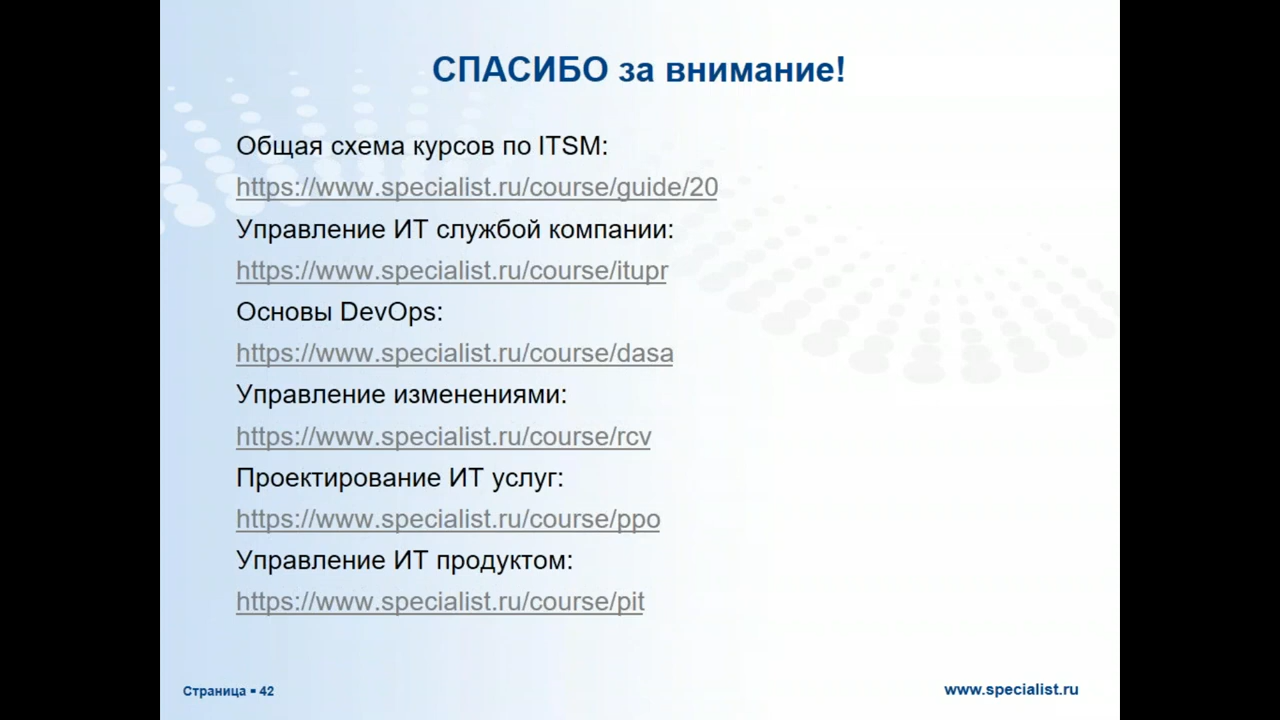 СПАСИБО за внимание!
Общая схема курсов по ITSM:
https://www.specialist.ru/course/guide/20
Управление ИТ службой компании:
https://www.specialist.ru/course/itupr
Основы DevOps:
https://www.specialist.ru/course/dasa
Управление изменениями:
https://www.specialist.ru/course/rcv
Проектирование ИТ услуг:
https://www.specialist.ru/course/ppo
Управление ИТ продуктом:
https://www.specialist.ru/course/pit
Страница ▪ 42
www.specialist.ru